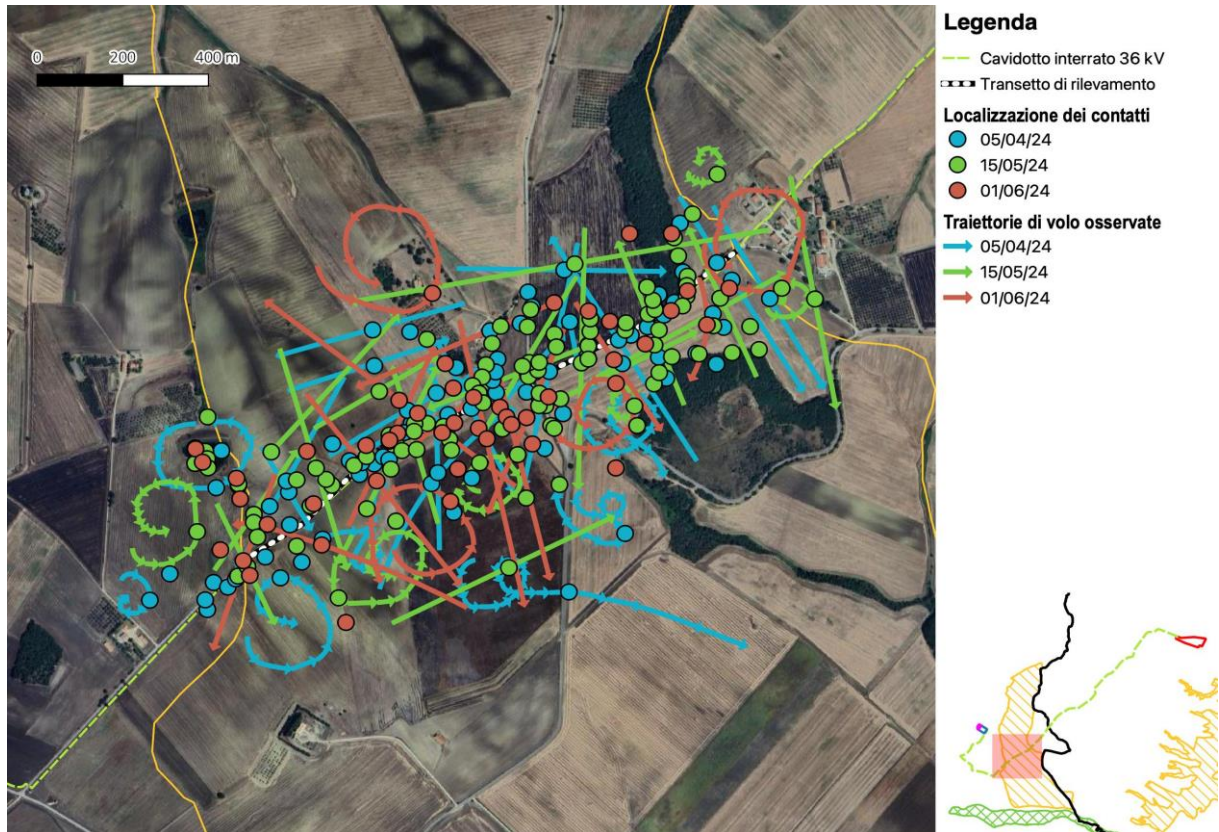 0 200 400 m
Legenda
Cavidotto interrato 36 kV
Transetto di rilevamento
Localizzazione dei contatti
05/04/24
15/05/24
01/06/24
Traiettorie di volo osservate
05/04/24
15/05/24
01/06/24